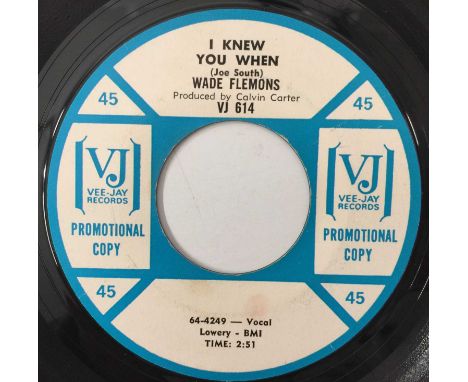 I KNEW
YOU WHEN
(Joe South)
WADE FLEMONS
Produced by Calvin Carter
VJ 614
45
45
VJ
VEE-JAY
RECORDS
PROMOTIONAL
COPY
VJ
VEE-JAY
RECORDS
PROMOTIONAL
COPY
45
45
64-4249 — Vocal
Lowery - BMI
TIME: 2:51